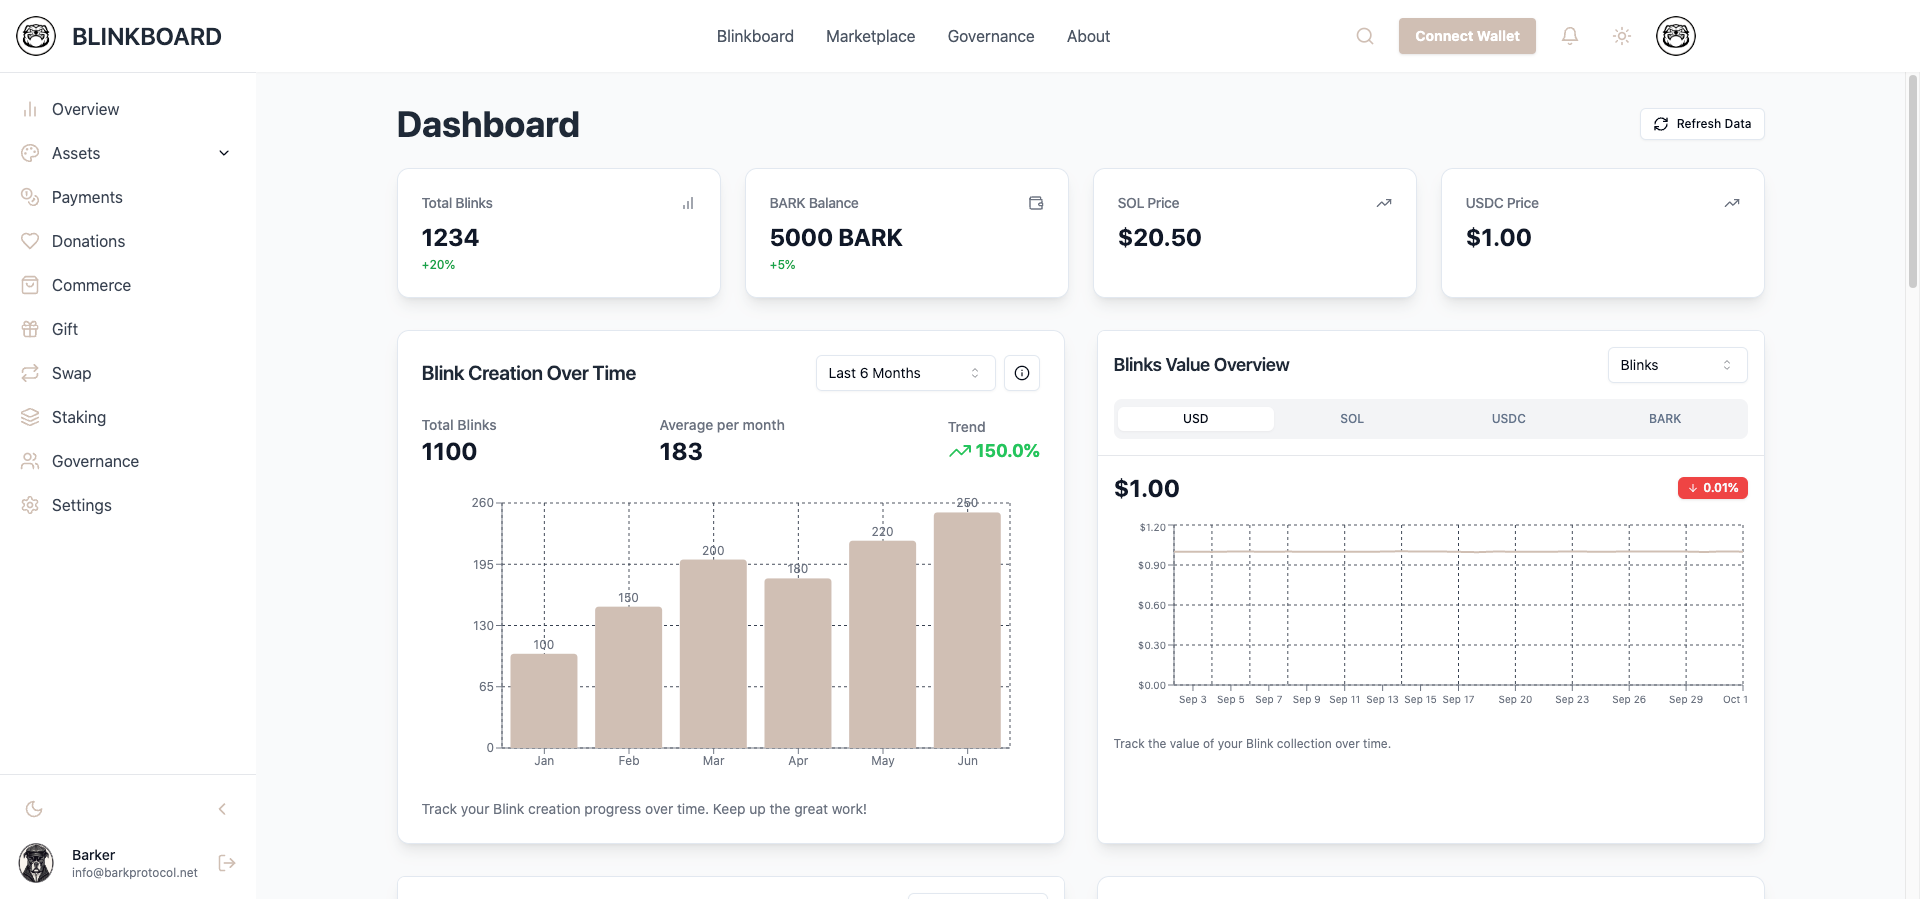 BLINKBOARD
Blinkboard Marketplace Governance About
Connect Wallet
Overview
Assets
Payments
Donations
Commerce
Gift
Swap
Staking
Governance
Settings
Barker
info@barkprotocol.net
Dashboard
Refresh Data
Total Blinks
1234
+20%
BARK Balance
5000 BARK
+5%
SOL Price
$20.50
USDC Price
$1.00
Blink Creation Over Time
Last 6 Months
Total Blinks
1100
Average per month
183
Trend
150.0%
260
195
130
65
0
100
150
200
180
220
250
Jan Feb Mar Apr May Jun
Track your Blink creation progress over time. Keep up the great work!
Blinks Value Overview
Blinks
USD SOL USDC BARK
$1.00
↓ 0.01%
$1.20
$0.90
$0.60
$0.30
$0.00
Sep 3 Sep 5 Sep 7 Sep 9 Sep 11 Sep 13 Sep 15 Sep 17 Sep 20 Sep 23 Sep 26 Sep 29 Oct 1
Track the value of your Blink collection over time.